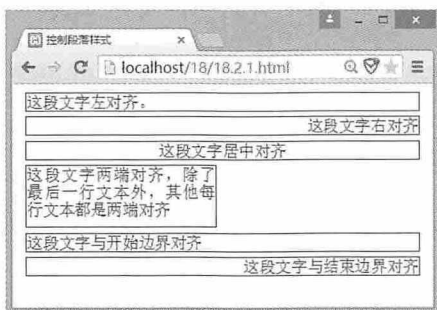 控制段落样式
localhost/18/18.2.1.html
这段文字左对齐。
这段文字右对齐
这段文字居中对齐
这段文字两端对齐，除了
最后一行文本外，其他每
行文本都是两端对齐
这段文字与开始边界对齐
这段文字与结束边界对齐